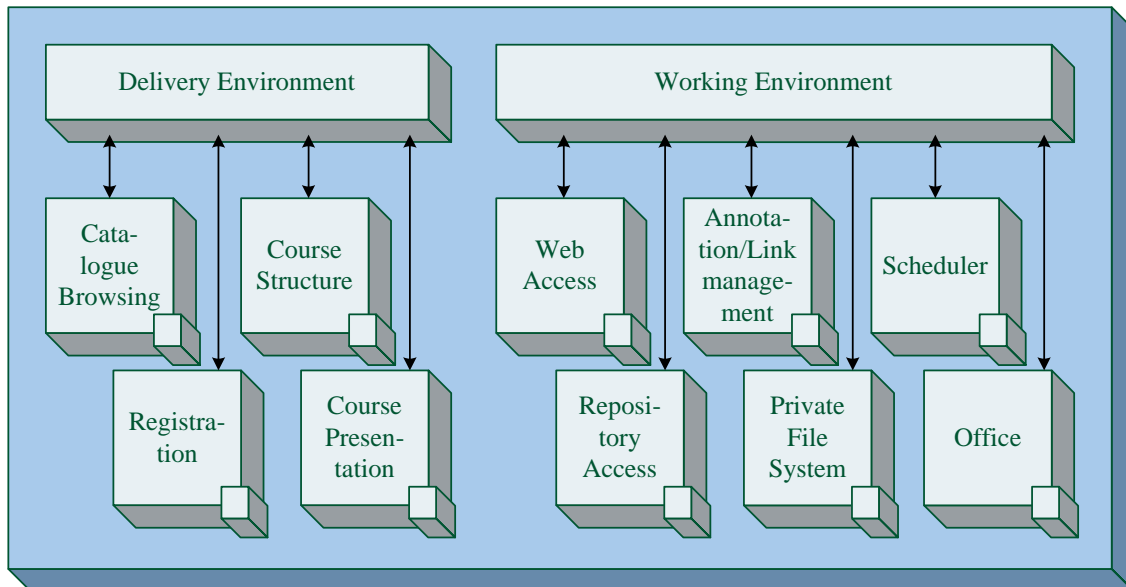 Delivery Environment
Working Environment
Cata-
logue
Browsing
Course
Structure
Web
Access
Annota-
tion/Link
manage-
ment
Scheduler
Registra-
tion
Course
Presen-
tation
Reposi-
tory
Access
Private
File
System
Office